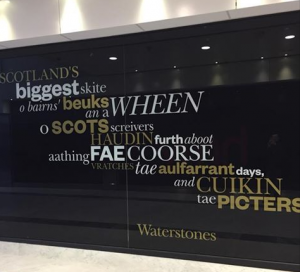 SCOTLAND'S
biggest skite
o bairns' beuks
an a WHEEN
O SCOTS screivers
HAUDIN furth aboot
aathing FAE COORSE
VRATCHES tae aulfarrant days,
and CUIKIN
tae PICTERS
Waterstones